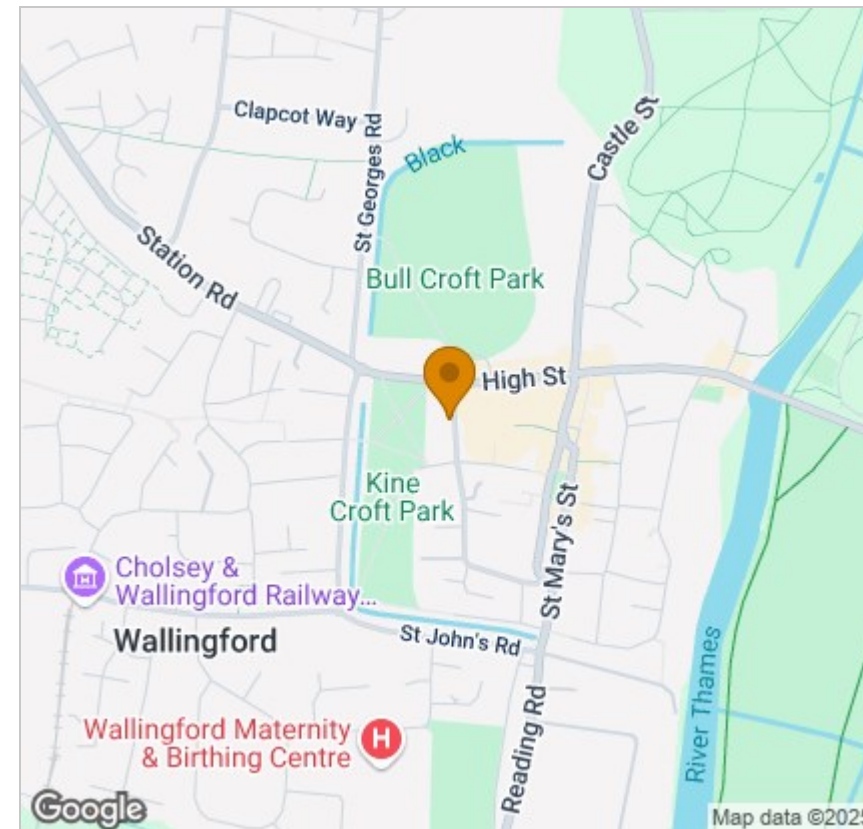 Clapcot Way
St Georges Rd
Black
Castle St
Station Rd
Bull Croft Park
High St
Kine
Croft Park
St Mary's St
Cholsey &
Wallingford Railway...
Wallingford
St John's Rd
Wallingford Maternity
& Birthing Centre
H
Reading Rd
River Thames
Google
Map data ©2025